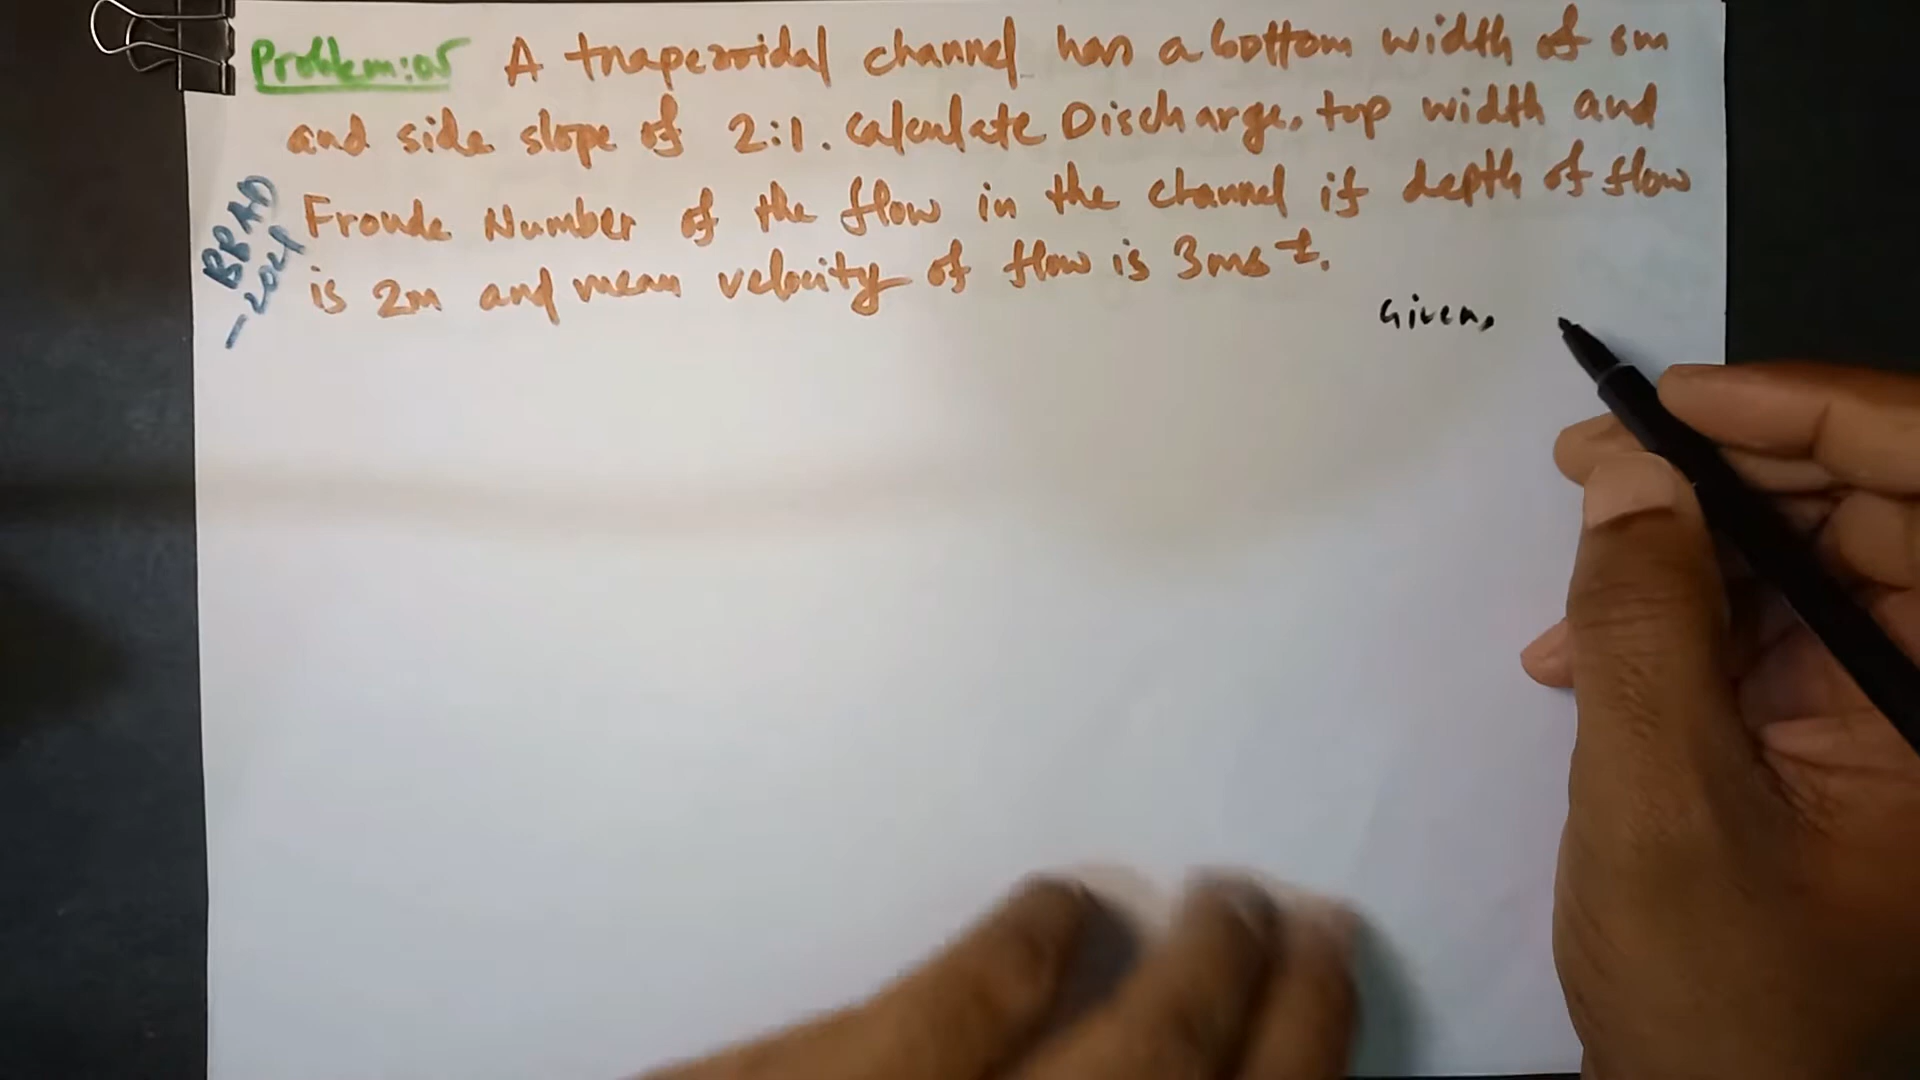 Problem: 05 A trapezoidal channel has a bottom width of 6m
and side slope of 2:1. Calculate Discharge, top width and
Froude Number of the flow in the channel if depth of flow
is 2m and mean velocity of flow is 3ms⁻¹.
Given,